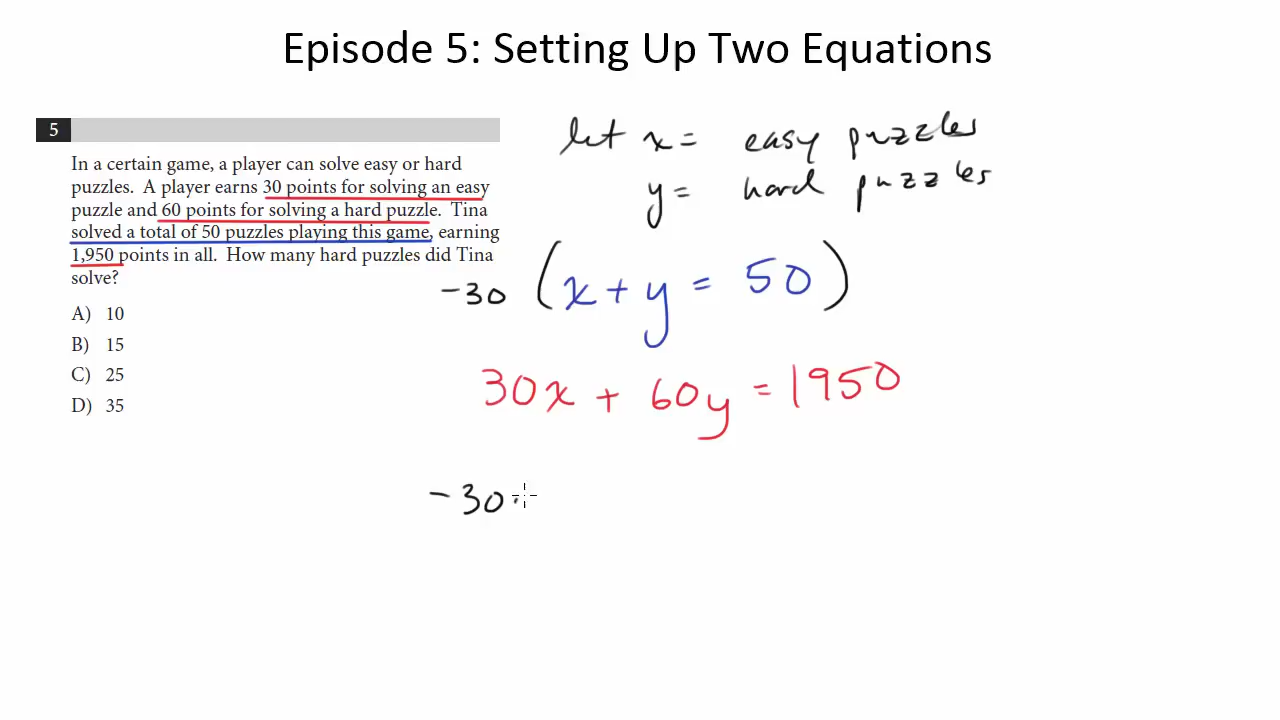 Episode 5: Setting Up Two Equations
5
In a certain game, a player can solve easy or hard
puzzles. A player earns 30 points for solving an easy
puzzle and 60 points for solving a hard puzzle. Tina
solved a total of 50 puzzles playing this game, earning
1,950 points in all. How many hard puzzles did Tina
solve?
A) 10
B) 15
C) 25
D) 35
let x = easy puzzles
y = hard puzzles
-30 (x + y = 50)
30x + 60y = 1950
-30